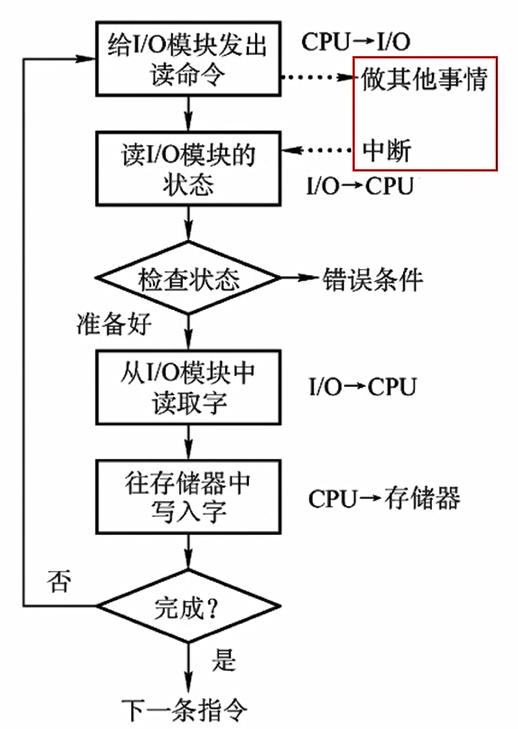 给I/O模块发出
读命令
CPU→I/O
做其他事情
读I/O模块的
状态
中断
I/O→CPU
检查状态
错误条件
准备好
从I/O模块中
读取字
I/O→CPU
往存储器中
写入字
CPU→存储器
否
完成?
是
下一条指令